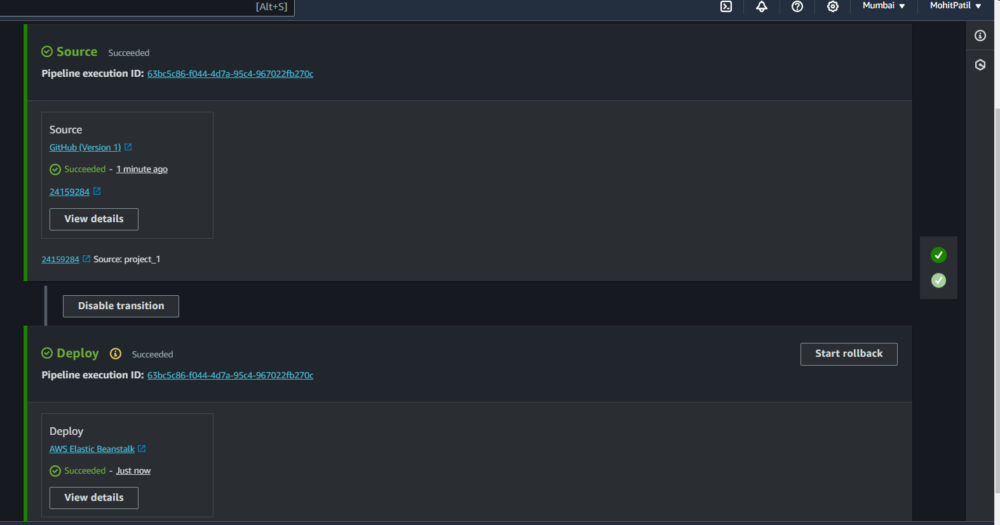 [Alt+S]
Mumbai
MohitPatil
Source Succeeded
Pipeline execution ID: 63bc5c86-f044-4d7a-95c4-967022fb270c
Source
GitHub (Version 1)
Succeeded - 1 minute ago
24159284
View details
24159284 Source: project_1
Disable transition
Deploy Succeeded
Start rollback
Pipeline execution ID: 63bc5c86-f044-4d7a-95c4-967022fb270c
Deploy
AWS Elastic Beanstalk
Succeeded - Just now
View details